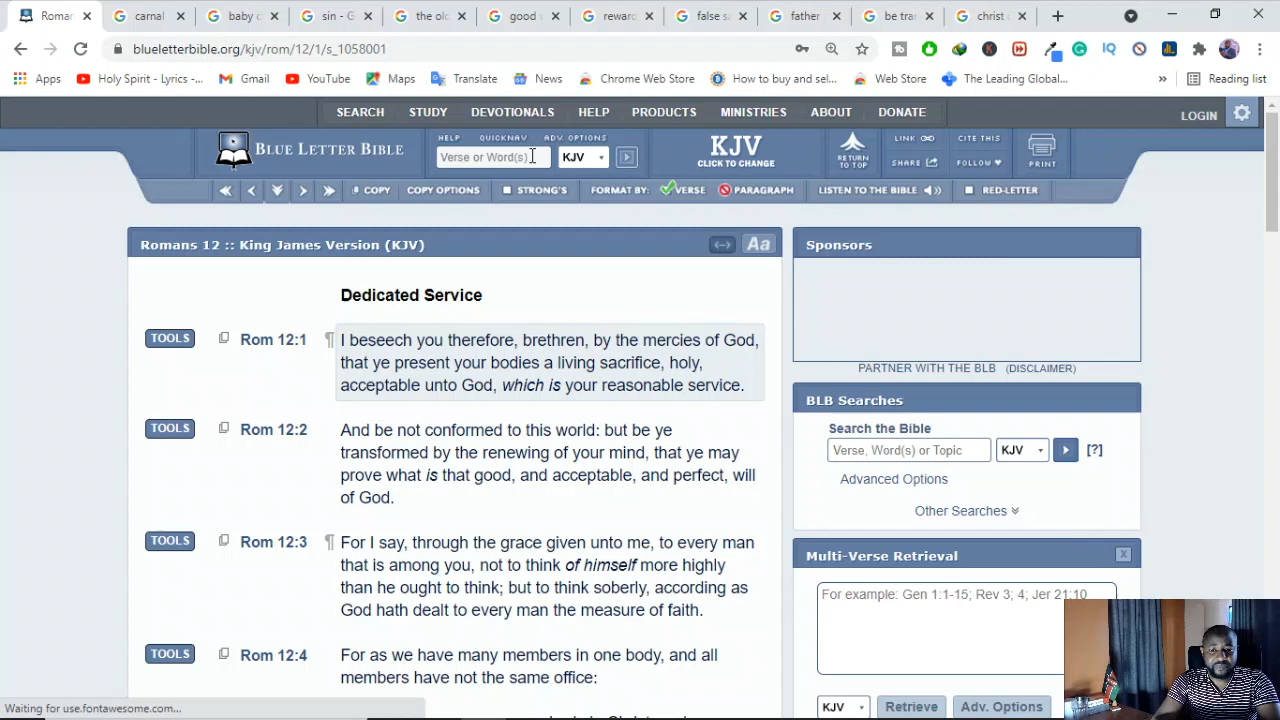 Roman
carnal
baby c
sin - G
the ol
good v
reward
false sa
father
be tran
christ c
blueletterbible.org/kjv/rom/12/1/s_1058001
Apps
Holy Spirit - Lyrics -...
Gmail
YouTube
Maps
Translate
News
Chrome Web Store
How to buy and sel...
Web Store
The Leading Global...
»
Reading list
SEARCH STUDY DEVOTIONALS HELP PRODUCTS MINISTRIES ABOUT DONATE
LOGIN
HELP QUICKNAV ADV. OPTIONS
BLUE LETTER BIBLE
Verse or Word(s)
KJV
KJV
CLICK TO CHANGE
RETURN
TO TOP
LINK
CITE THIS
SHARE
FOLLOW
PRINT
COPY
COPY OPTIONS
STRONG'S
FORMAT BY:
VERSE
PARAGRAPH
LISTEN TO THE BIBLE
RED-LETTER
Romans 12 :: King James Version (KJV)
Aa
Dedicated Service
TOOLS
Rom 12:1
¶ I beseech you therefore, brethren, by the mercies of God,
that ye present your bodies a living sacrifice, holy,
acceptable unto God, which is your reasonable service.
TOOLS
Rom 12:2
And be not conformed to this world: but be ye
transformed by the renewing of your mind, that ye may
prove what is that good, and acceptable, and perfect, will
of God.
TOOLS
Rom 12:3
¶ For I say, through the grace given unto me, to every man
that is among you, not to think of himself more highly
than he ought to think; but to think soberly, according as
God hath dealt to every man the measure of faith.
TOOLS
Rom 12:4
For as we have many members in one body, and all
members have not the same office:
Sponsors
PARTNER WITH THE BLB (DISCLAIMER)
BLB Searches
Search the Bible
Verse, Word(s) or Topic
KJV
[?]
Advanced Options
Other Searches
Multi-Verse Retrieval
X
For example: Gen 1:1-15; Rev 3; 4; Jer 21:10
KJV
Retrieve
Adv. Options
Waiting for use.fontawesome.com...